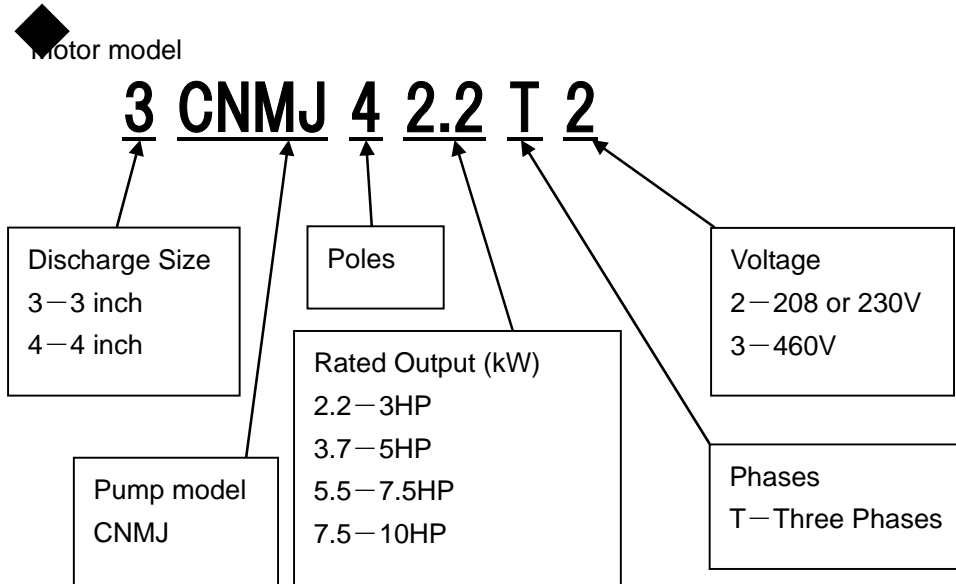 Motor model
3 CNMJ 4 2.2 T 2
Discharge Size
3－3 inch
4－4 inch
Poles
Voltage
2－208 or 230V
3－460V
Rated Output (kW)
2.2－3HP
3.7－5HP
5.5－7.5HP
7.5－10HP
Pump model
CNMJ
Phases
T－Three Phases